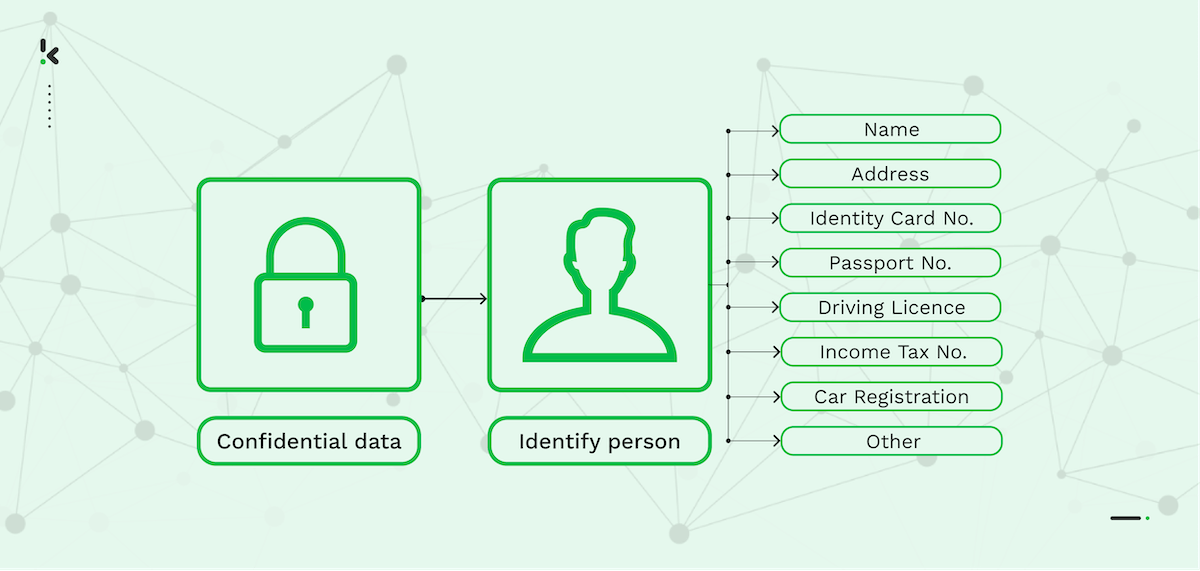 Name
Address
Identity Card No.
Passport No.
Driving Licence
Income Tax No.
Car Registration
Other
Confidential data
Identify person